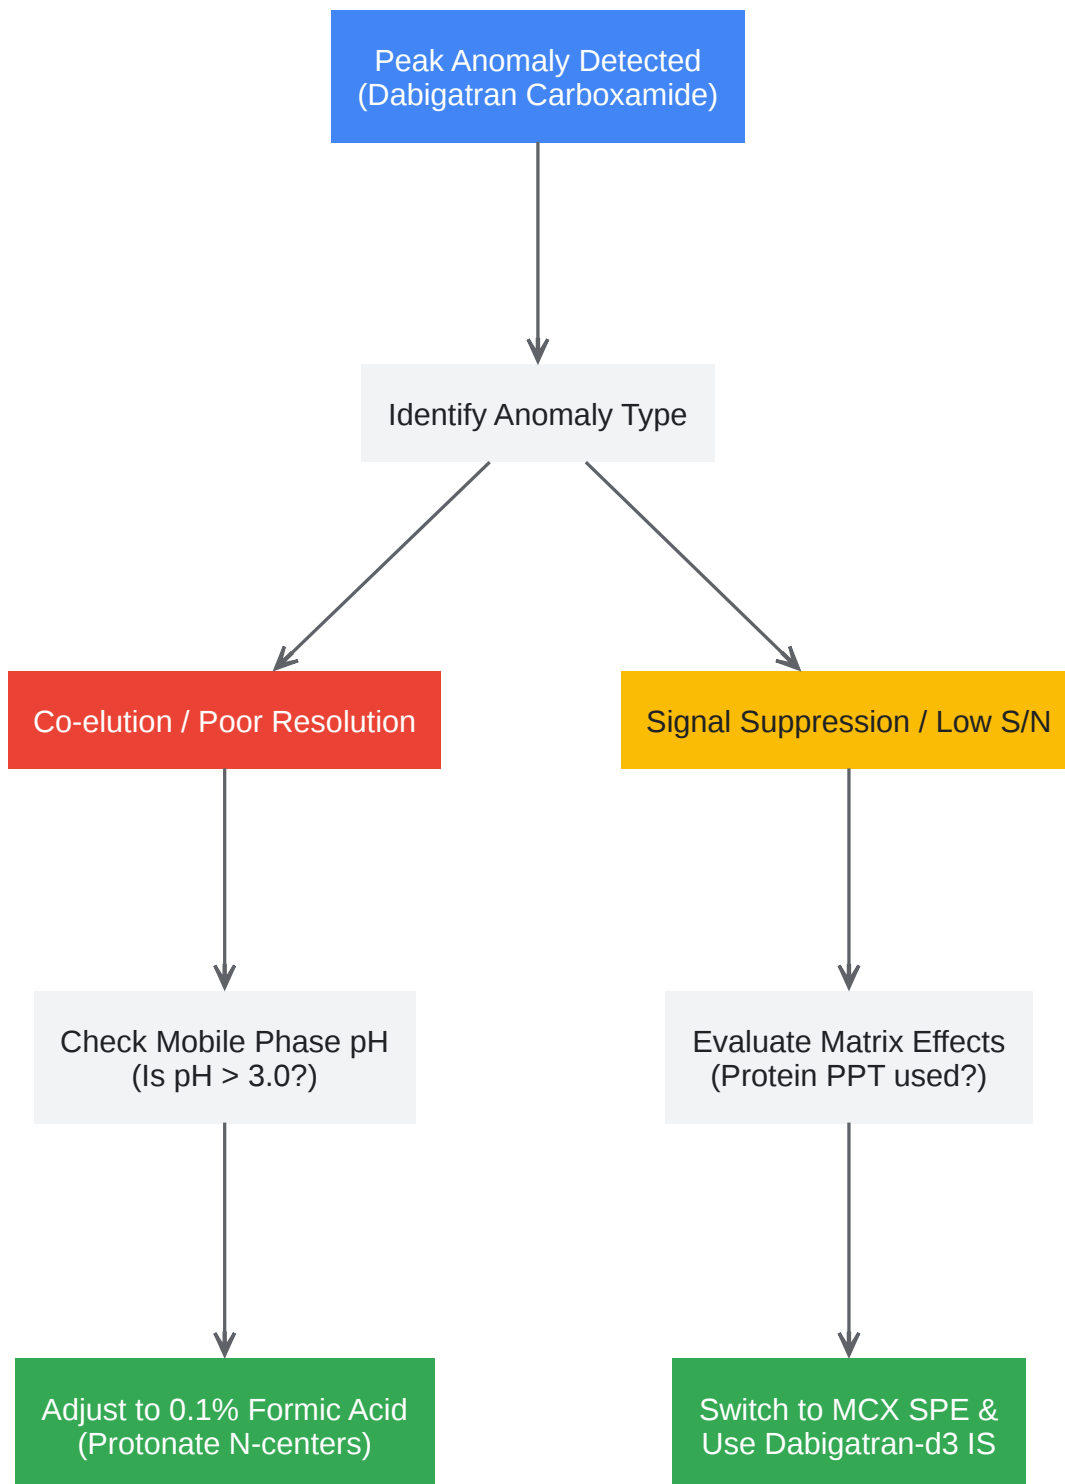 Peak Anomaly Detected
(Dabigatran Carboxamide)
Identify Anomaly Type
Co-elution / Poor Resolution
Signal Suppression / Low S/N
Check Mobile Phase pH
(Is pH > 3.0?)
Evaluate Matrix Effects
(Protein PPT used?)
Adjust to 0.1% Formic Acid
(Protonate N-centers)
Switch to MCX SPE &
Use Dabigatran-d3 IS